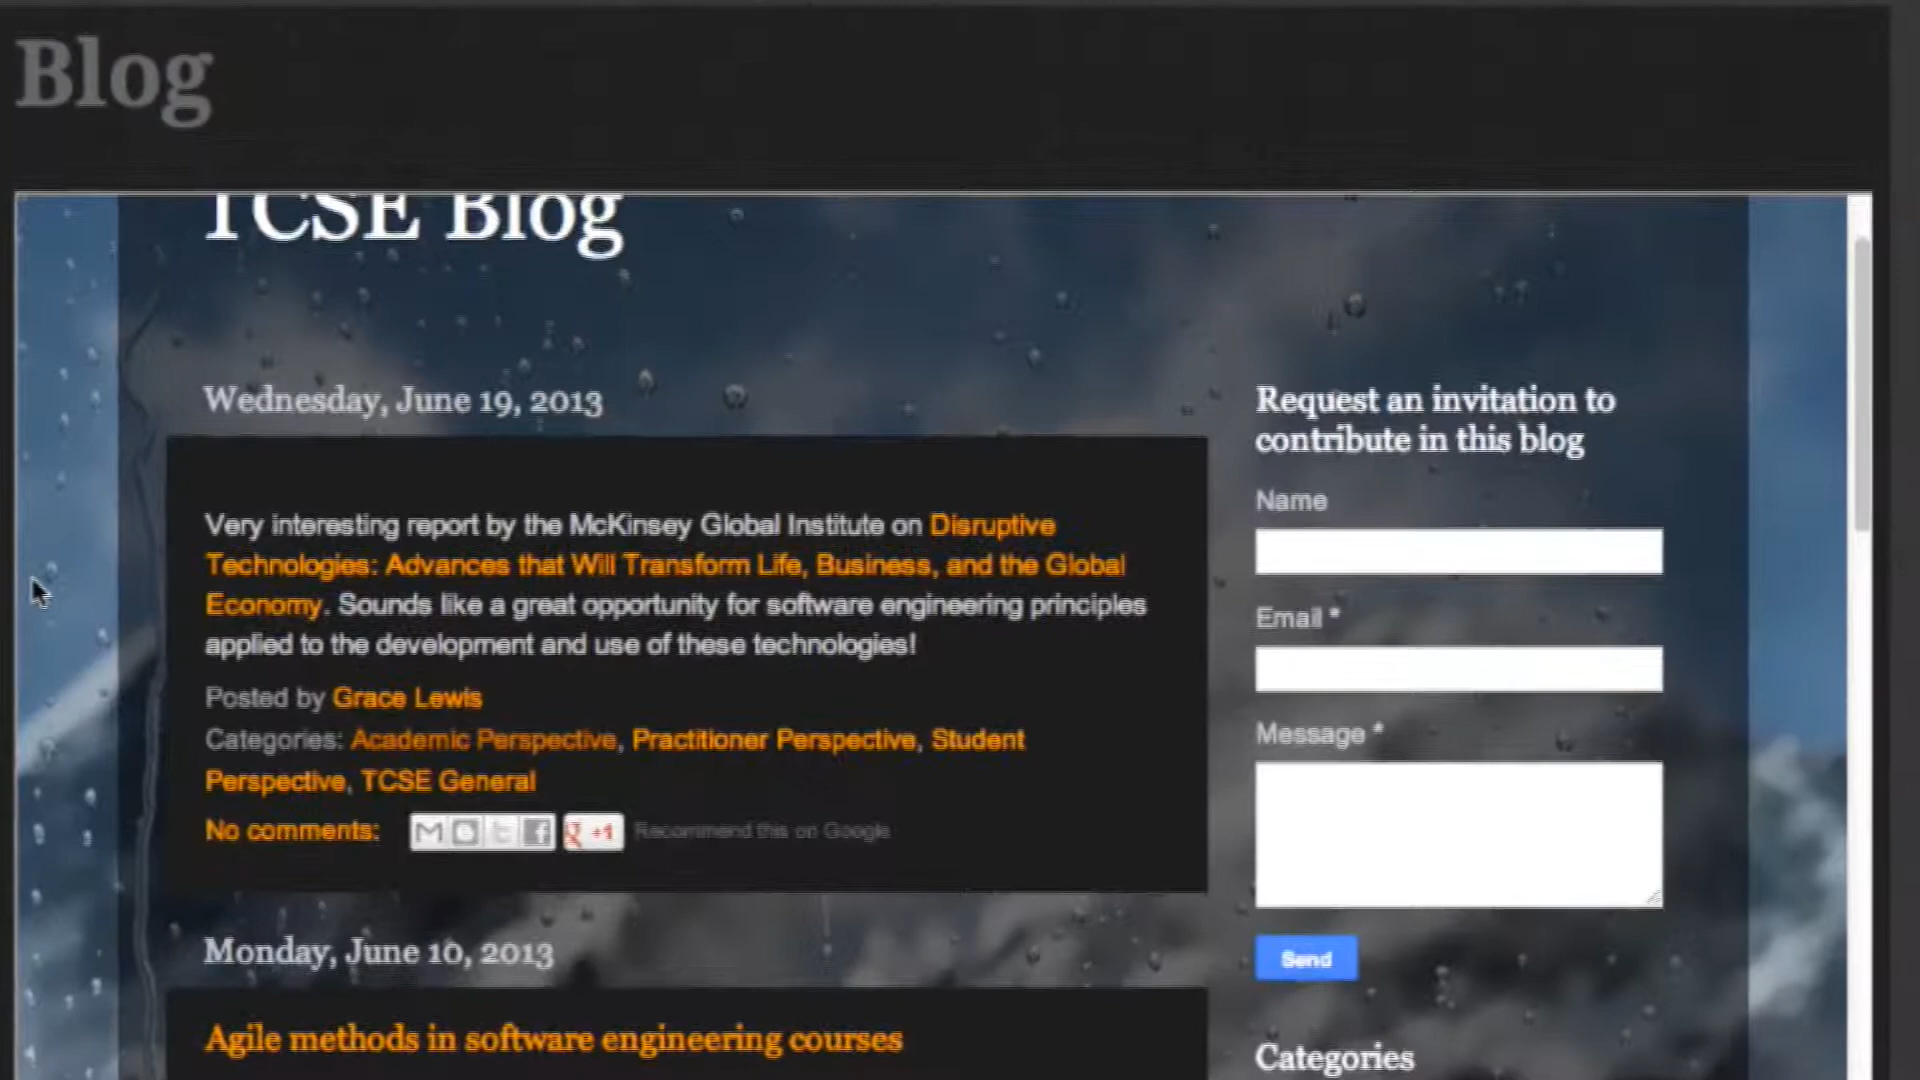 Blog
TCSE Blog
Wednesday, June 19, 2013
Very interesting report by the McKinsey Global Institute on Disruptive
Technologies: Advances that Will Transform Life, Business, and the Global
Economy. Sounds like a great opportunity for software engineering principles
applied to the development and use of these technologies!
Posted by Grace Lewis
Categories: Academic Perspective, Practitioner Perspective, Student
Perspective, TCSE General
No comments:
+1
Recommend this on Google
Monday, June 10, 2013
Agile methods in software engineering courses
Request an invitation to
contribute in this blog
Name
Email *
Message *
Send
Categories